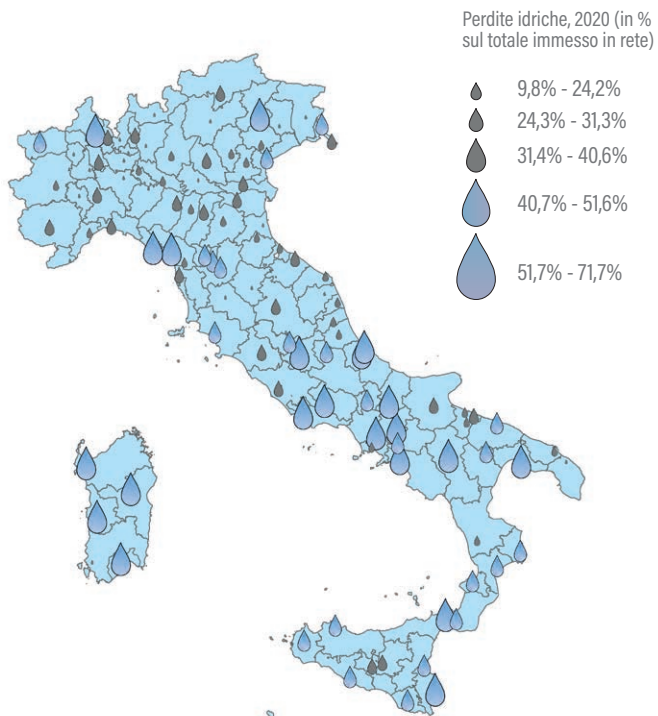 Perdite idriche, 2020 (in %
sul totale immesso in rete)
9,8% - 24,2%
24,3% - 31,3%
31,4% - 40,6%
40,7% - 51,6%
51,7% - 71,7%